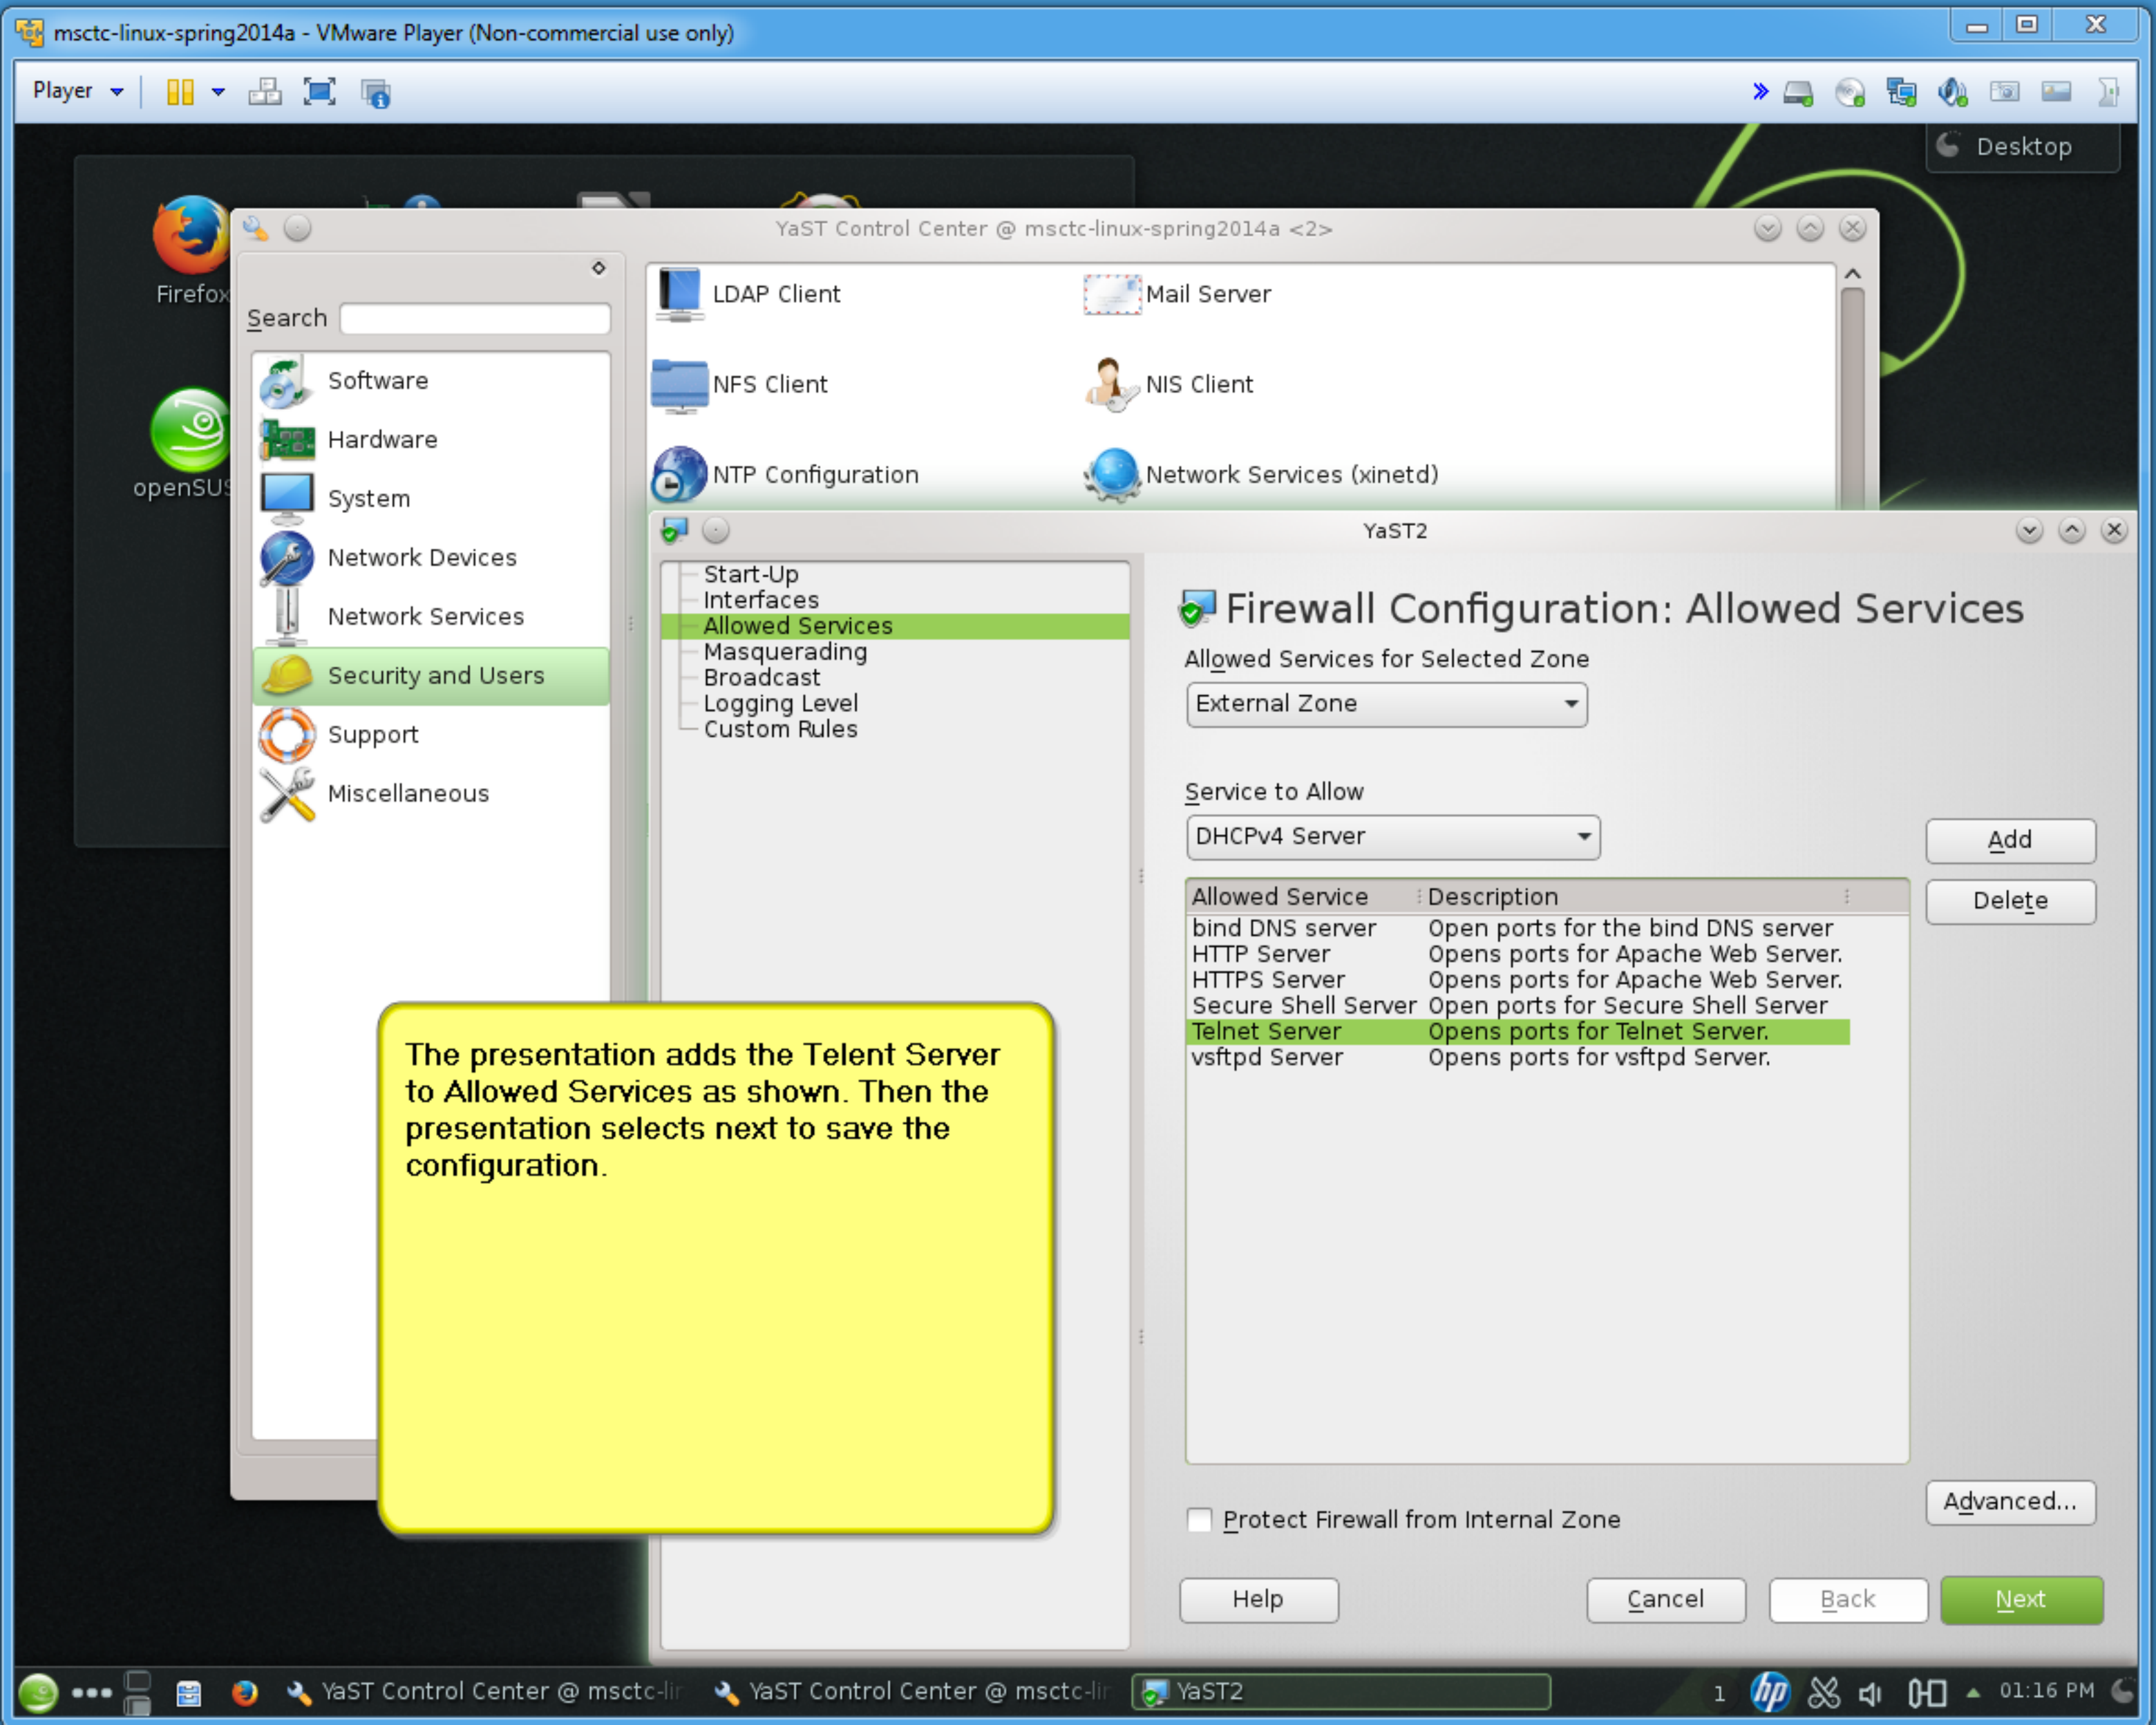 msctc-linux-spring2014a - VMware Player (Non-commercial use only)
Player
Desktop
Firefox
openSUS
YaST Control Center @ msctc-linux-spring2014a <2>
Search
Software
Hardware
System
Network Devices
Network Services
Security and Users
Support
Miscellaneous
LDAP Client
Mail Server
NFS Client
NIS Client
NTP Configuration
Network Services (xinetd)
YaST2
Start-Up
Interfaces
Allowed Services
Masquerading
Broadcast
Logging Level
Custom Rules
Firewall Configuration: Allowed Services
Allowed Services for Selected Zone
External Zone
Service to Allow
DHCPv4 Server
Add
Delete
Allowed Service Description
bind DNS server Open ports for the bind DNS server
HTTP Server Opens ports for Apache Web Server.
HTTPS Server Opens ports for Apache Web Server.
Secure Shell Server Open ports for Secure Shell Server
Telnet Server Opens ports for Telnet Server.
vsftpd Server Opens ports for vsftpd Server.
The presentation adds the Telent Server
to Allowed Services as shown. Then the
presentation selects next to save the
configuration.
Protect Firewall from Internal Zone
Advanced...
Help
Cancel
Back
Next
YaST Control Center @ msctc-lin
YaST Control Center @ msctc-lin
YaST2
1
hp
01:16 PM